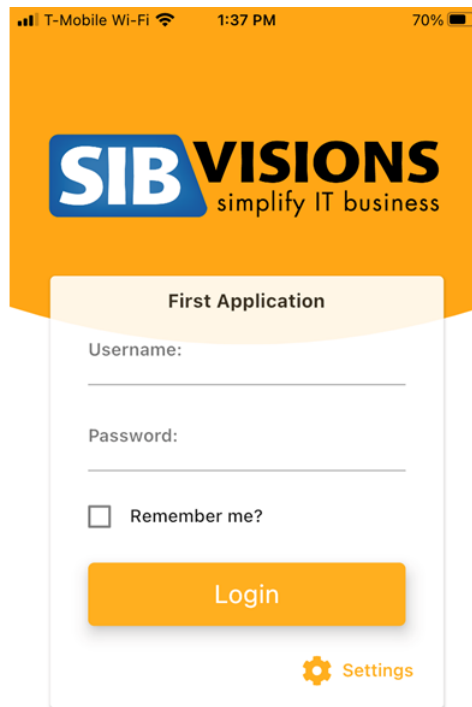 T-Mobile Wi-Fi 1:37 PM 70%
SIB VISIONS
simplify IT business
First Application
Username:
Password:
Remember me?
Login
Settings